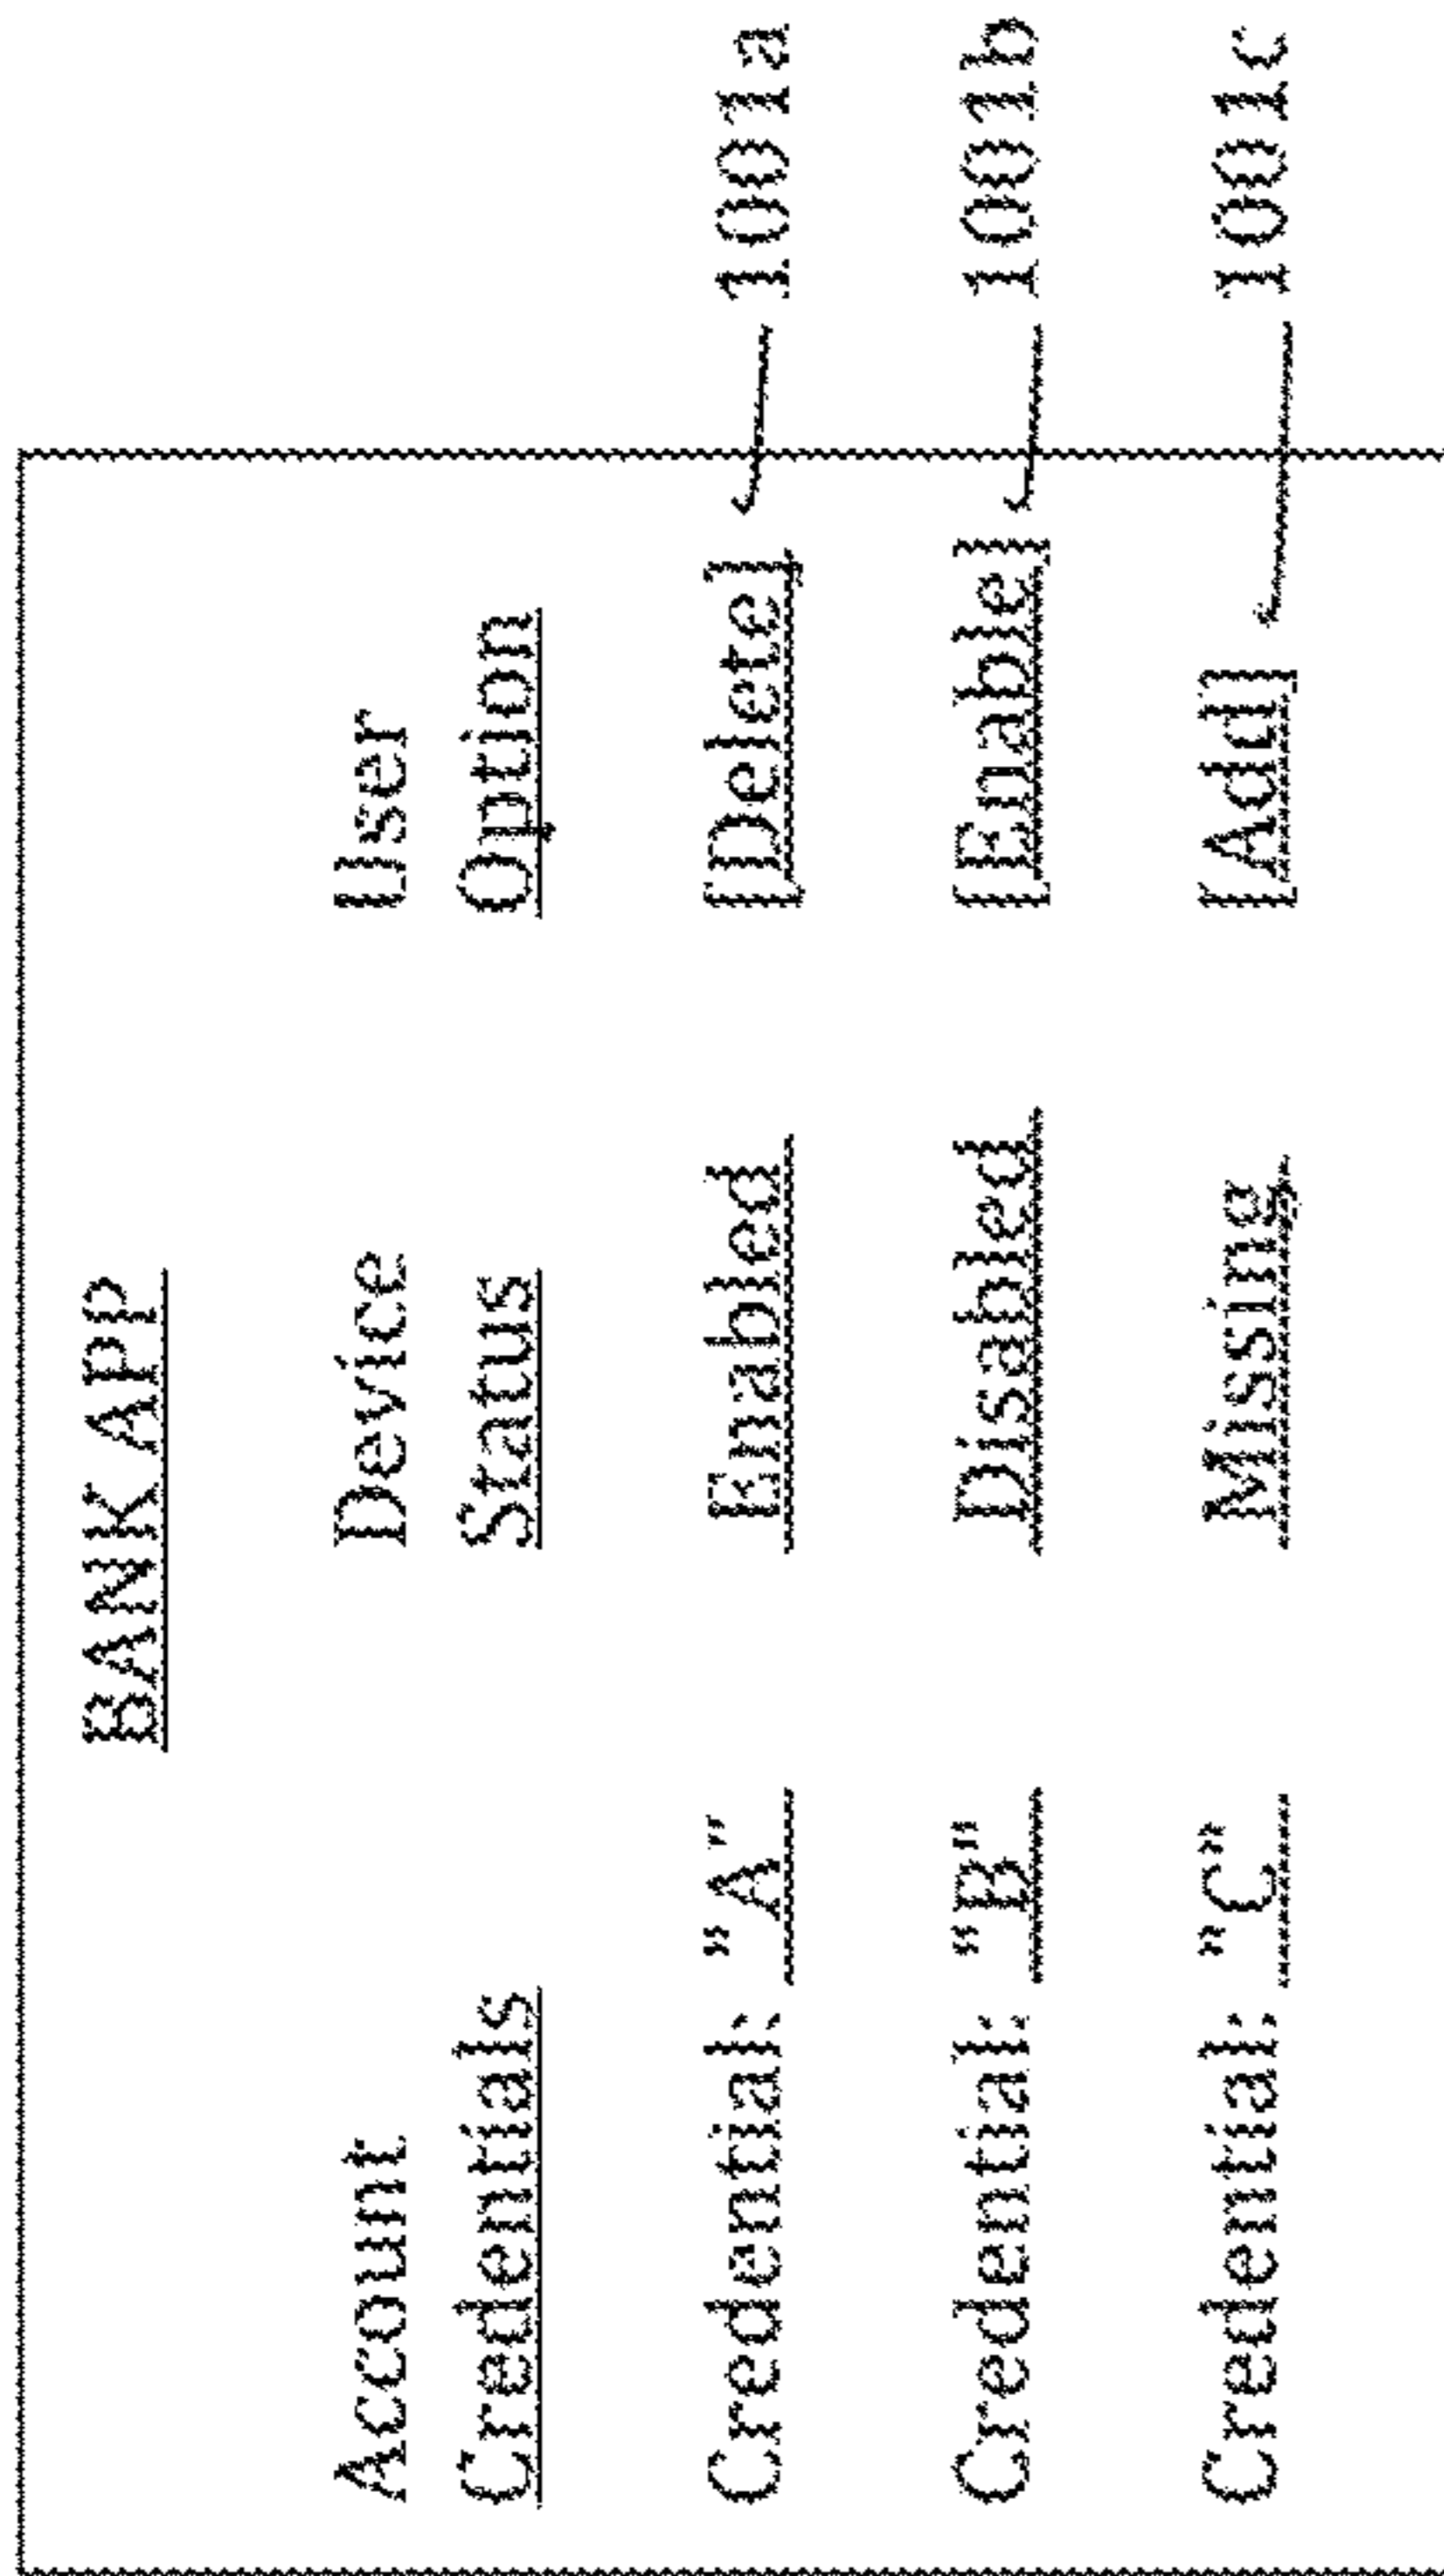 BANK APP
Account Device User
Credentials Status Option
Credential: "A" Enabled [Delete] 1001a
Credential: "B" Disabled [Enable] 1001b
Credential: "C" Missing [Add] 1001c